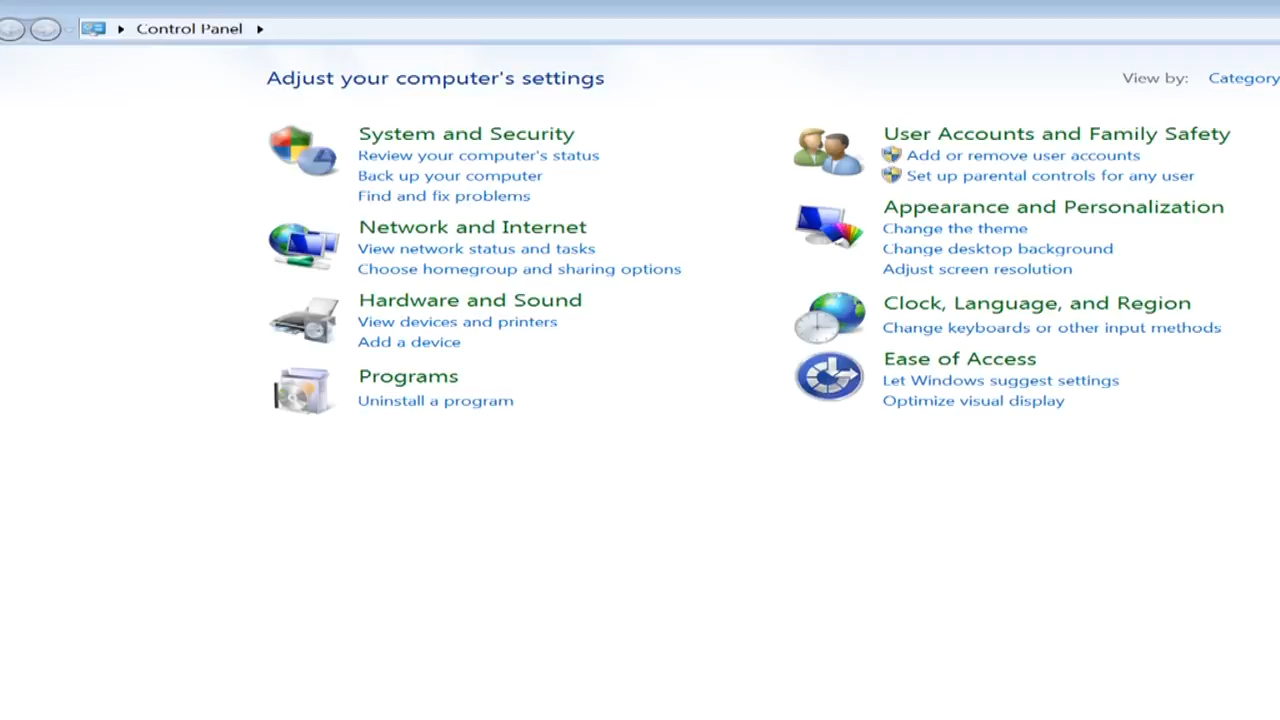 Control Panel
Adjust your computer's settings
View by: Category
System and Security
Review your computer's status
Back up your computer
Find and fix problems
Network and Internet
View network status and tasks
Choose homegroup and sharing options
Hardware and Sound
View devices and printers
Add a device
Programs
Uninstall a program
User Accounts and Family Safety
Add or remove user accounts
Set up parental controls for any user
Appearance and Personalization
Change the theme
Change desktop background
Adjust screen resolution
Clock, Language, and Region
Change keyboards or other input methods
Ease of Access
Let Windows suggest settings
Optimize visual display